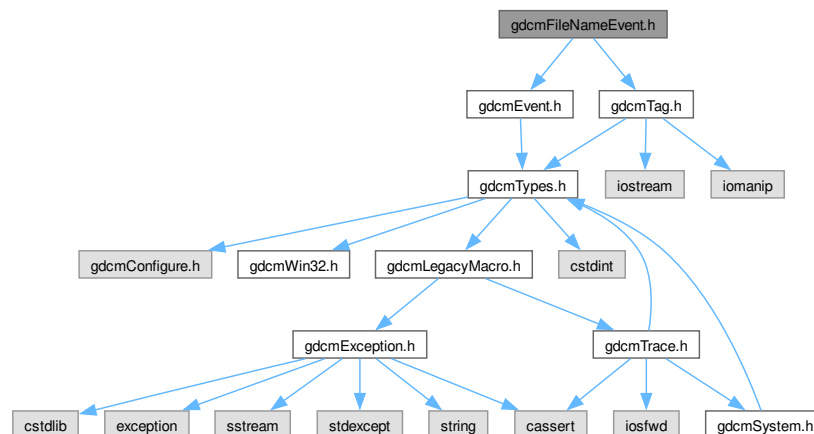 gdcmFileNameEvent.h
gdcmEvent.h
gdcmTag.h
gdcmTypes.h
iostream
iomanip
gdcmConfigure.h
gdcmWin32.h
gdcmLegacyMacro.h
cstdint
gdcmException.h
gdcmTrace.h
cstdlib
exception
sstream
stdexcept
string
cassert
iosfwd
gdcmSystem.h